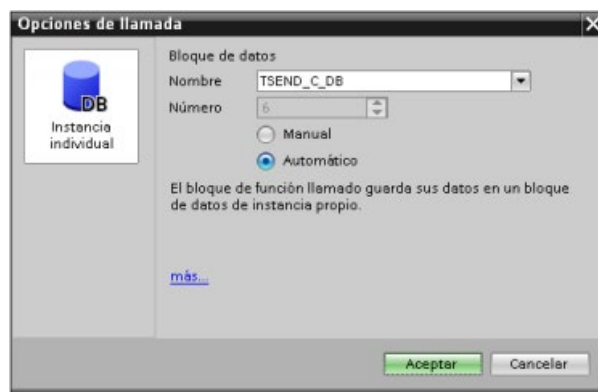 Opciones de llamada
DB
Instancia
individual
Bloque de datos
Nombre TSEND_C_DB
Número 6
Manual
Automático
El bloque de función llamado guarda sus datos en un bloque
de datos de instancia propio.
más...
Aceptar Cancelar